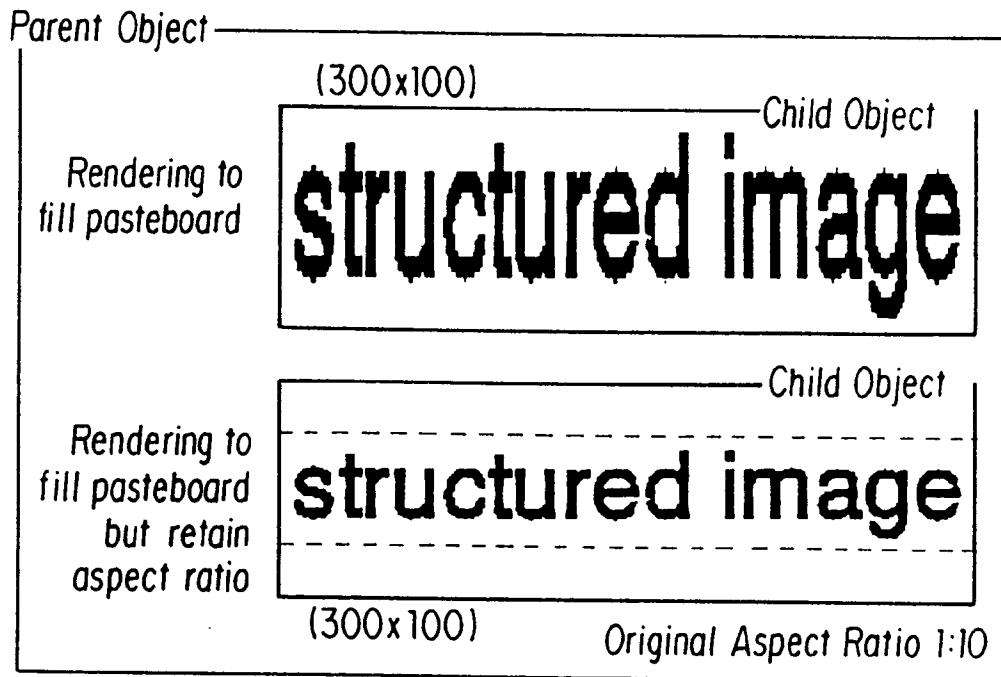 Parent Object
(300x100)
Child Object
Rendering to
fill pasteboard
structured image
Child Object
Rendering to
fill pasteboard
but retain
aspect ratio
structured image
(300x100)
Original Aspect Ratio 1:10